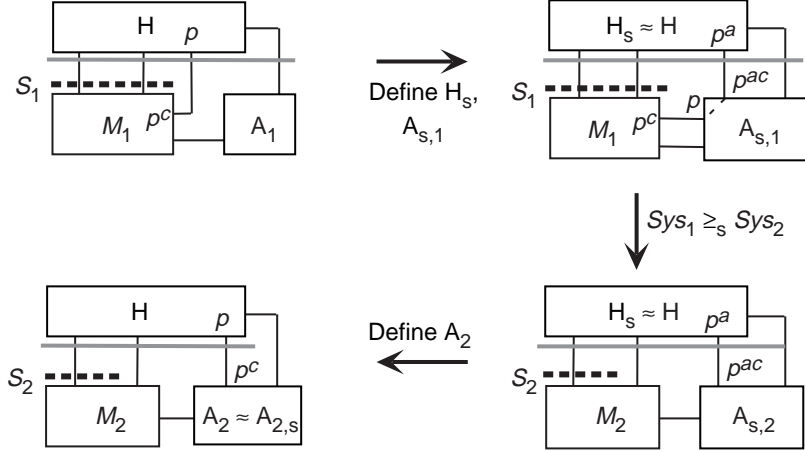 H p
S₁
M₁ pᶜ A₁
Define Hₛ,
Aₛ,₁
Hₛ ≈ H pᵃ
pᵃᶜ
S₁ p
M₁ pᶜ Aₛ,₁
Sys₁ ≥ₛ Sys₂
H p
pᶜ
S₂
M₂ A₂ ≈ A₂,ₛ
Define A₂
Hₛ ≈ H pᵃ
pᵃᶜ
S₂
M₂ Aₛ,₂